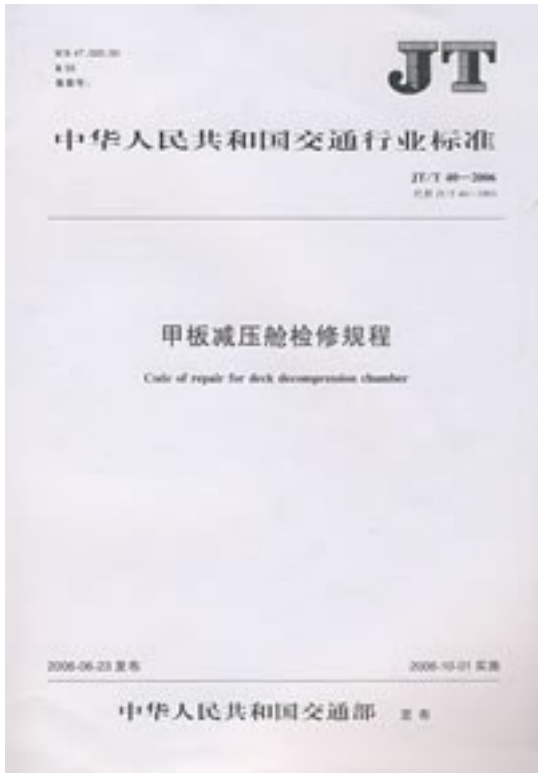 JT
中华人民共和国交通行业标准
JT/T 40—2006
甲板减压舱检修规程
Code of repair for deck decompression chamber
2006-06-23 发布
2006-10-01 实施
中华人民共和国交通部 发布